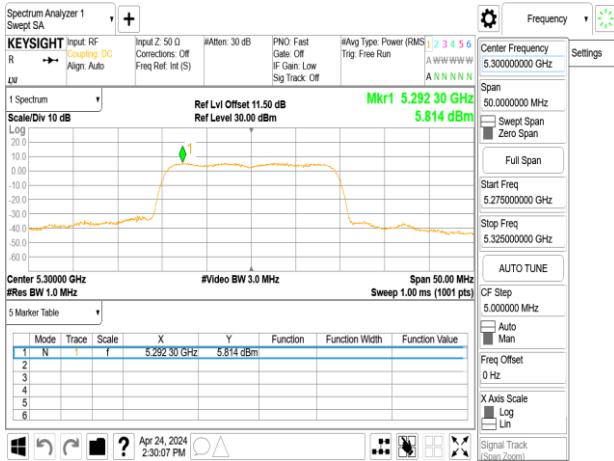 Spectrum Analyzer 1
Swept SA
Frequency
Settings
KEYSIGHT
R
Input: RF
Coupling: DC
Align: Auto
Input Z: 50 Ω
Corrections: Off
Freq Ref: Int (S)
#Atten: 30 dB
PNO: Fast
Gate: Off
IF Gain: Low
Sig Track: Off
#Avg Type: Power (RMS
Trig: Free Run
1 2 3 4 5 6
A W W W W W
A N N N N N
1 Spectrum
Scale/Div 10 dB
Ref Lvl Offset 11.50 dB
Ref Level 30.00 dBm
Mkr1 5.292 30 GHz
5.814 dBm
Log
20.0
10.0
0.00
-10.0
-20.0
-30.0
-40.0
-50.0
-60.0
1
Center 5.30000 GHz
#Res BW 1.0 MHz
#Video BW 3.0 MHz
Span 50.00 MHz
Sweep 1.00 ms (1001 pts)
5 Marker Table
Mode Trace Scale X Y Function Function Width Function Value
1 N 1 f 5.292 30 GHz 5.814 dBm
2
3
4
5
6
Apr 24, 2024
2:30:07 PM
Center Frequency
5.300000000 GHz
Span
50.0000000 MHz
Swept Span
Zero Span
Full Span
Start Freq
5.275000000 GHz
Stop Freq
5.325000000 GHz
AUTO TUNE
CF Step
5.000000 MHz
Auto
Man
Freq Offset
0 Hz
X Axis Scale
Log
Lin
Signal Track
(Span Zoom)